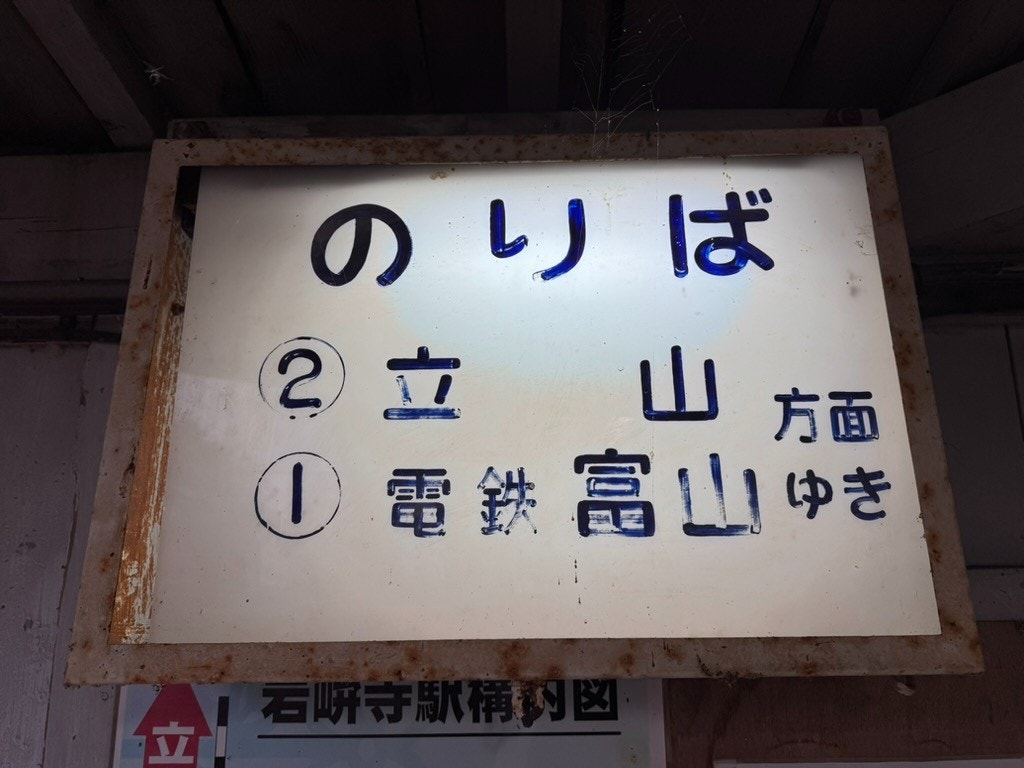 のりば
② 立山方面
① 電鉄富山ゆき
岩峅寺駅構内図
立